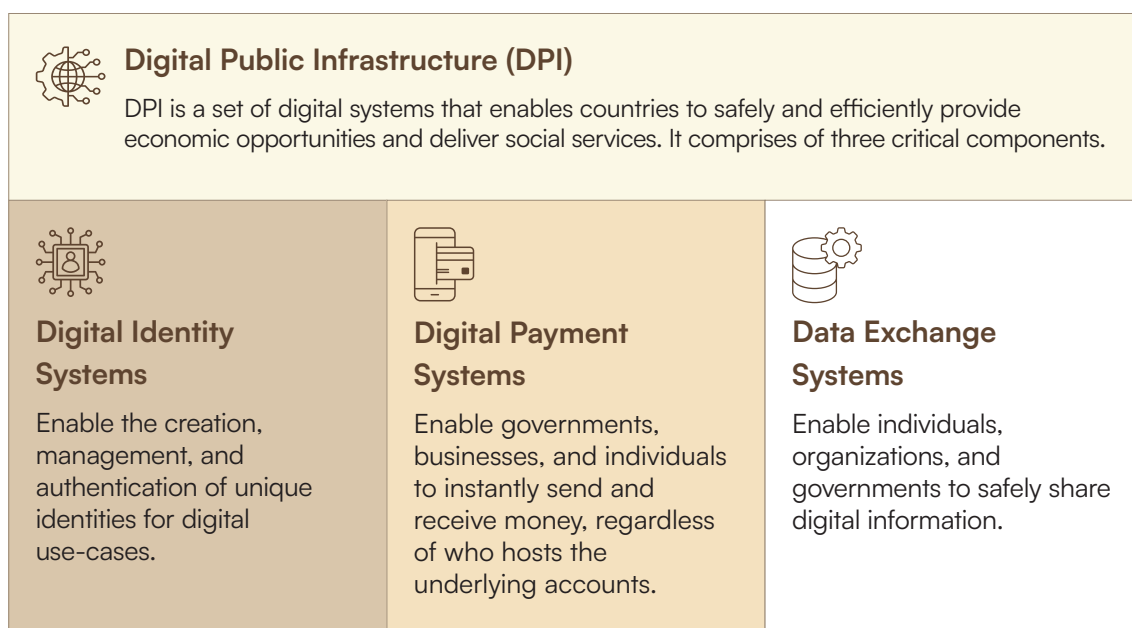 Digital Public Infrastructure (DPI)
DPI is a set of digital systems that enables countries to safely and efficiently provide
economic opportunities and deliver social services. It comprises of three critical components.
Digital Identity
Systems
Enable the creation,
management, and
authentication of unique
identities for digital
use-cases.
Digital Payment
Systems
Enable governments,
businesses, and individuals
to instantly send and
receive money, regardless
of who hosts the
underlying accounts.
Data Exchange
Systems
Enable individuals,
organizations, and
governments to safely share
digital information.